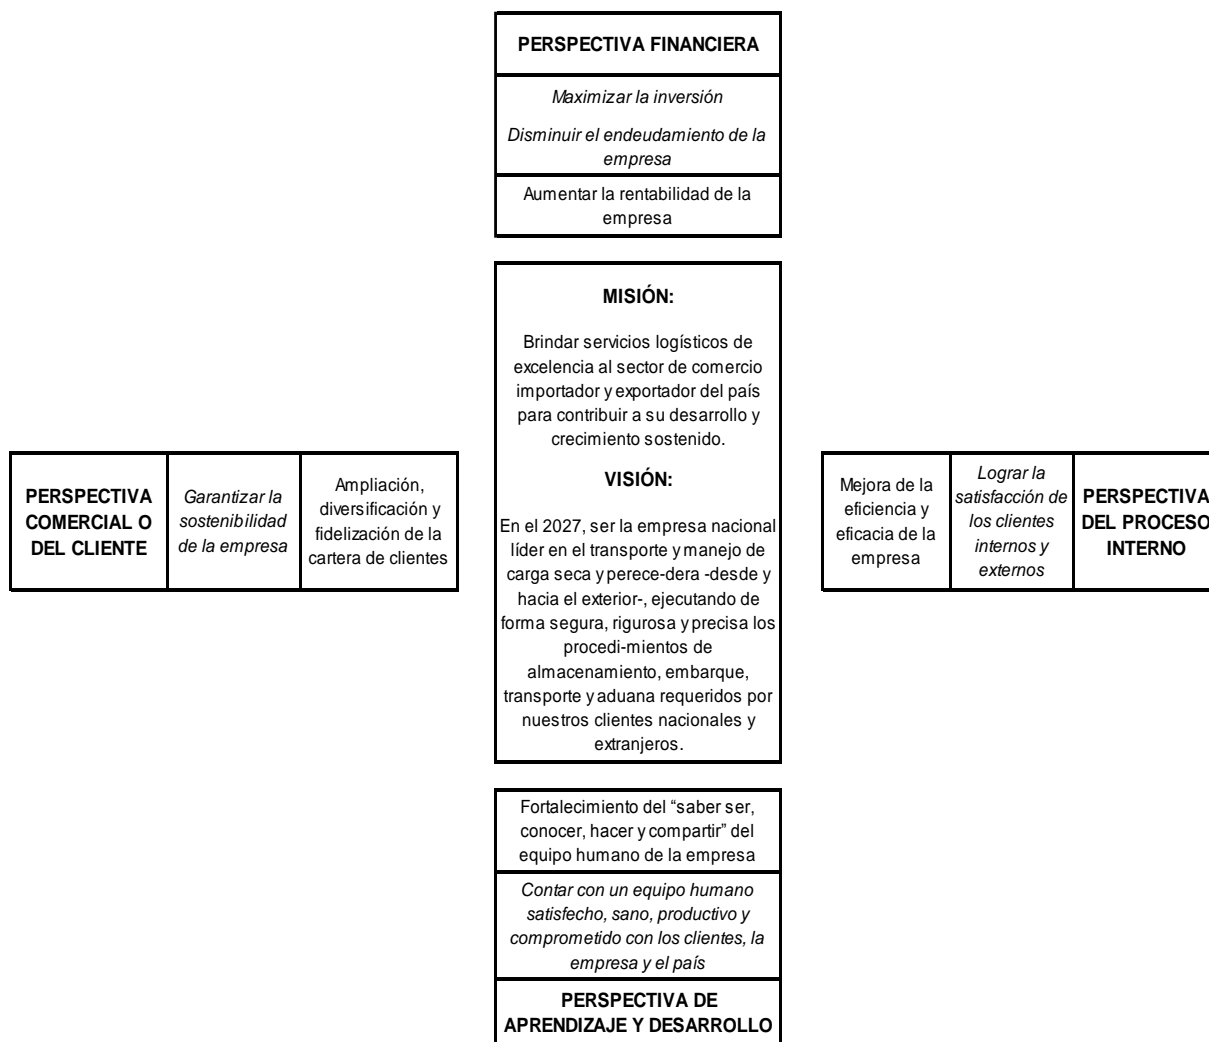 PERSPECTIVA FINANCIERA
Maximizar la inversión
Disminuir el endeudamiento de la
empresa
Aumentar la rentabilidad de la
empresa
MISIÓN:
Brindar servicios logísticos de
excelencia al sector de comercio
importador y exportador del país
para contribuir a su desarrollo y
crecimiento sostenido.
VISIÓN:
En el 2027, ser la empresa nacional
líder en el transporte y manejo de
carga seca y perece-dera -desde y
hacia el exterior-, ejecutando de
forma segura, rigurosa y precisa los
procedi-mientos de
almacenamiento, embarque,
transporte y aduana requeridos por
nuestros clientes nacionales y
extranjeros.
PERSPECTIVA
COMERCIAL O
DEL CLIENTE
Garantizar la
sostenibilidad
de la empresa
Ampliación,
diversificación y
fidelización de la
cartera de clientes
Mejora de la
eficiencia y
eficacia de la
empresa
Lograr la
satisfacción de
los clientes
internos y
externos
PERSPECTIVA
DEL PROCESO
INTERNO
Fortalecimiento del “saber ser,
conocer, hacer y compartir” del
equipo humano de la empresa
Contar con un equipo humano
satisfecho, sano, productivo y
comprometido con los clientes, la
empresa y el país
PERSPECTIVA DE
APRENDIZAJE Y DESARROLLO